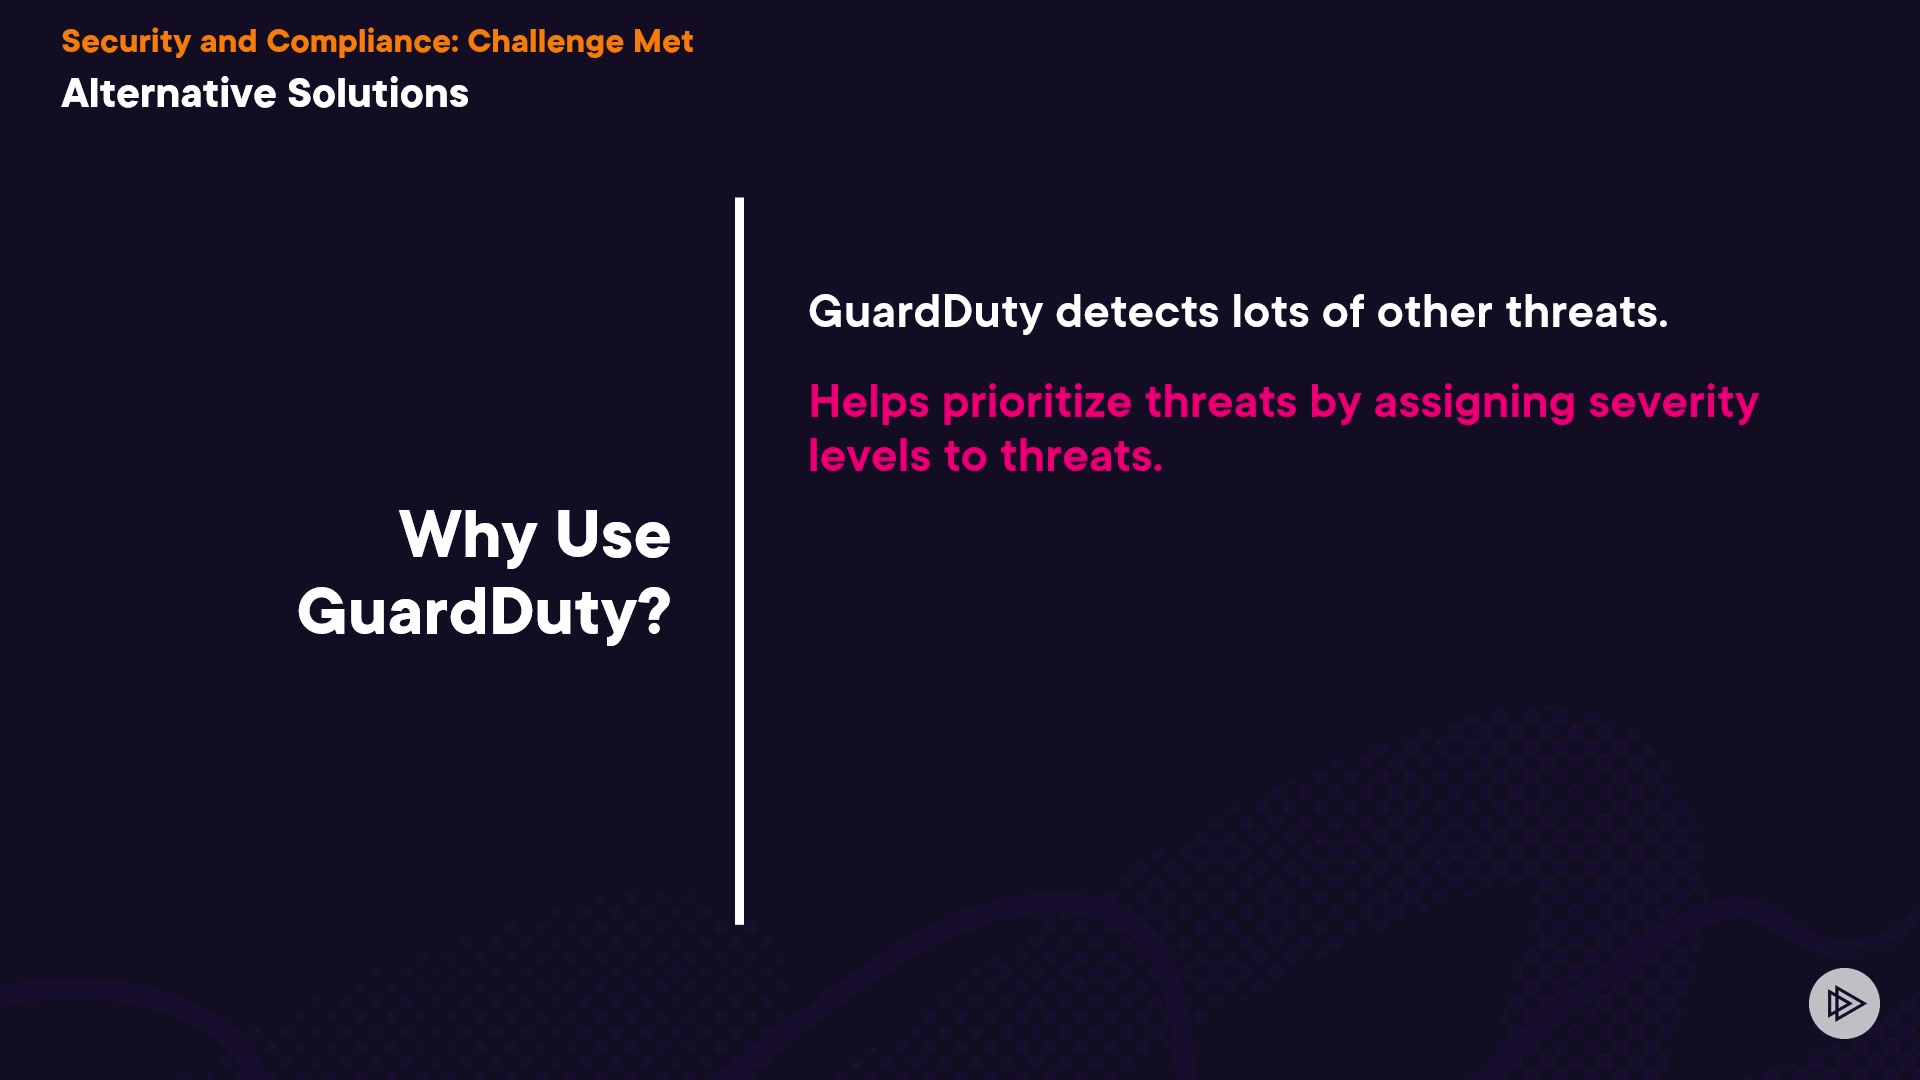 Security and Compliance: Challenge Met
Alternative Solutions
Why Use
GuardDuty?
GuardDuty detects lots of other threats.
Helps prioritize threats by assigning severity
levels to threats.